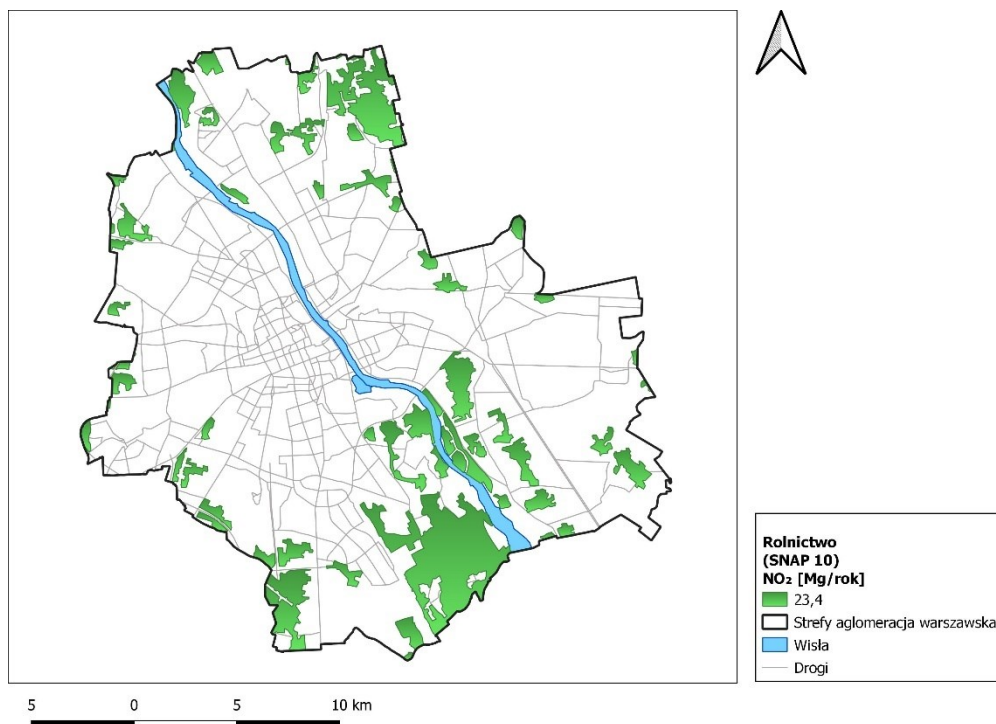 Rolnictwo
(SNAP 10)
NO₂ [Mg/rok]
23,4
Strefy aglomeracja warszawska
Wisła
Drogi
5 0 5 10 km